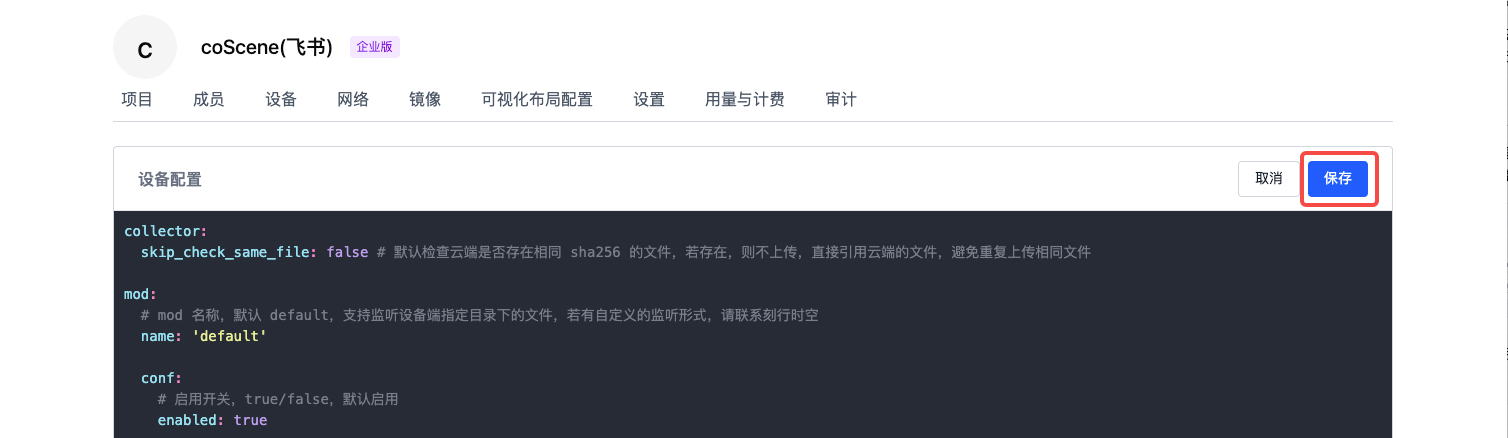 C
coScene(飞书) 企业版
项目 成员 设备 网络 镜像 可视化布局配置 设置 用量与计费 审计
设备配置 取消 保存
collector:
  skip_check_same_file: false # 默认检查云端是否存在相同 sha256 的文件，若存在，则不上传，直接引用云端的文件，避免重复上传相同文件
mod:
  # mod 名称，默认 default，支持监听设备端指定目录下的文件，若有自定义的监听形式，请联系刻行时空
  name: 'default'
  conf:
    # 启用开关，true/false，默认启用
    enabled: true